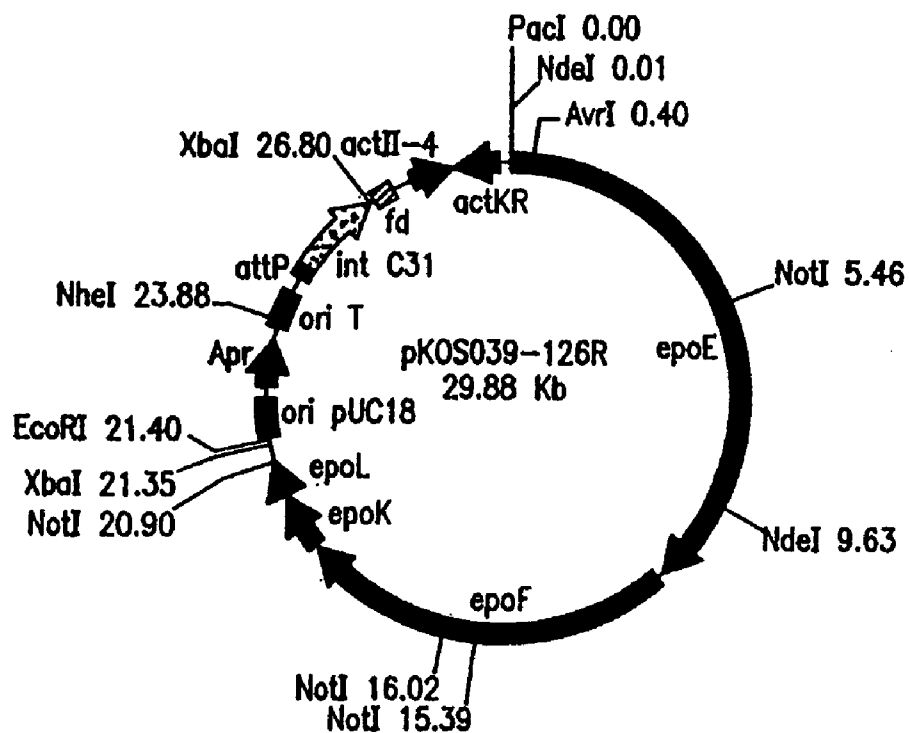 PacI 0.00
NdeI 0.01
AvrI 0.40
XbaI 26.80
actII-4
actKR
fd
attP
int C31
NotI 5.46
NheI 23.88
ori T
pKOS039-126R
29.88 Kb
epoE
Apr
ori pUC18
EcoRI 21.40
epoL
XbaI 21.35
NotI 20.90
epoK
NdeI 9.63
epoF
NotI 16.02
NotI 15.39